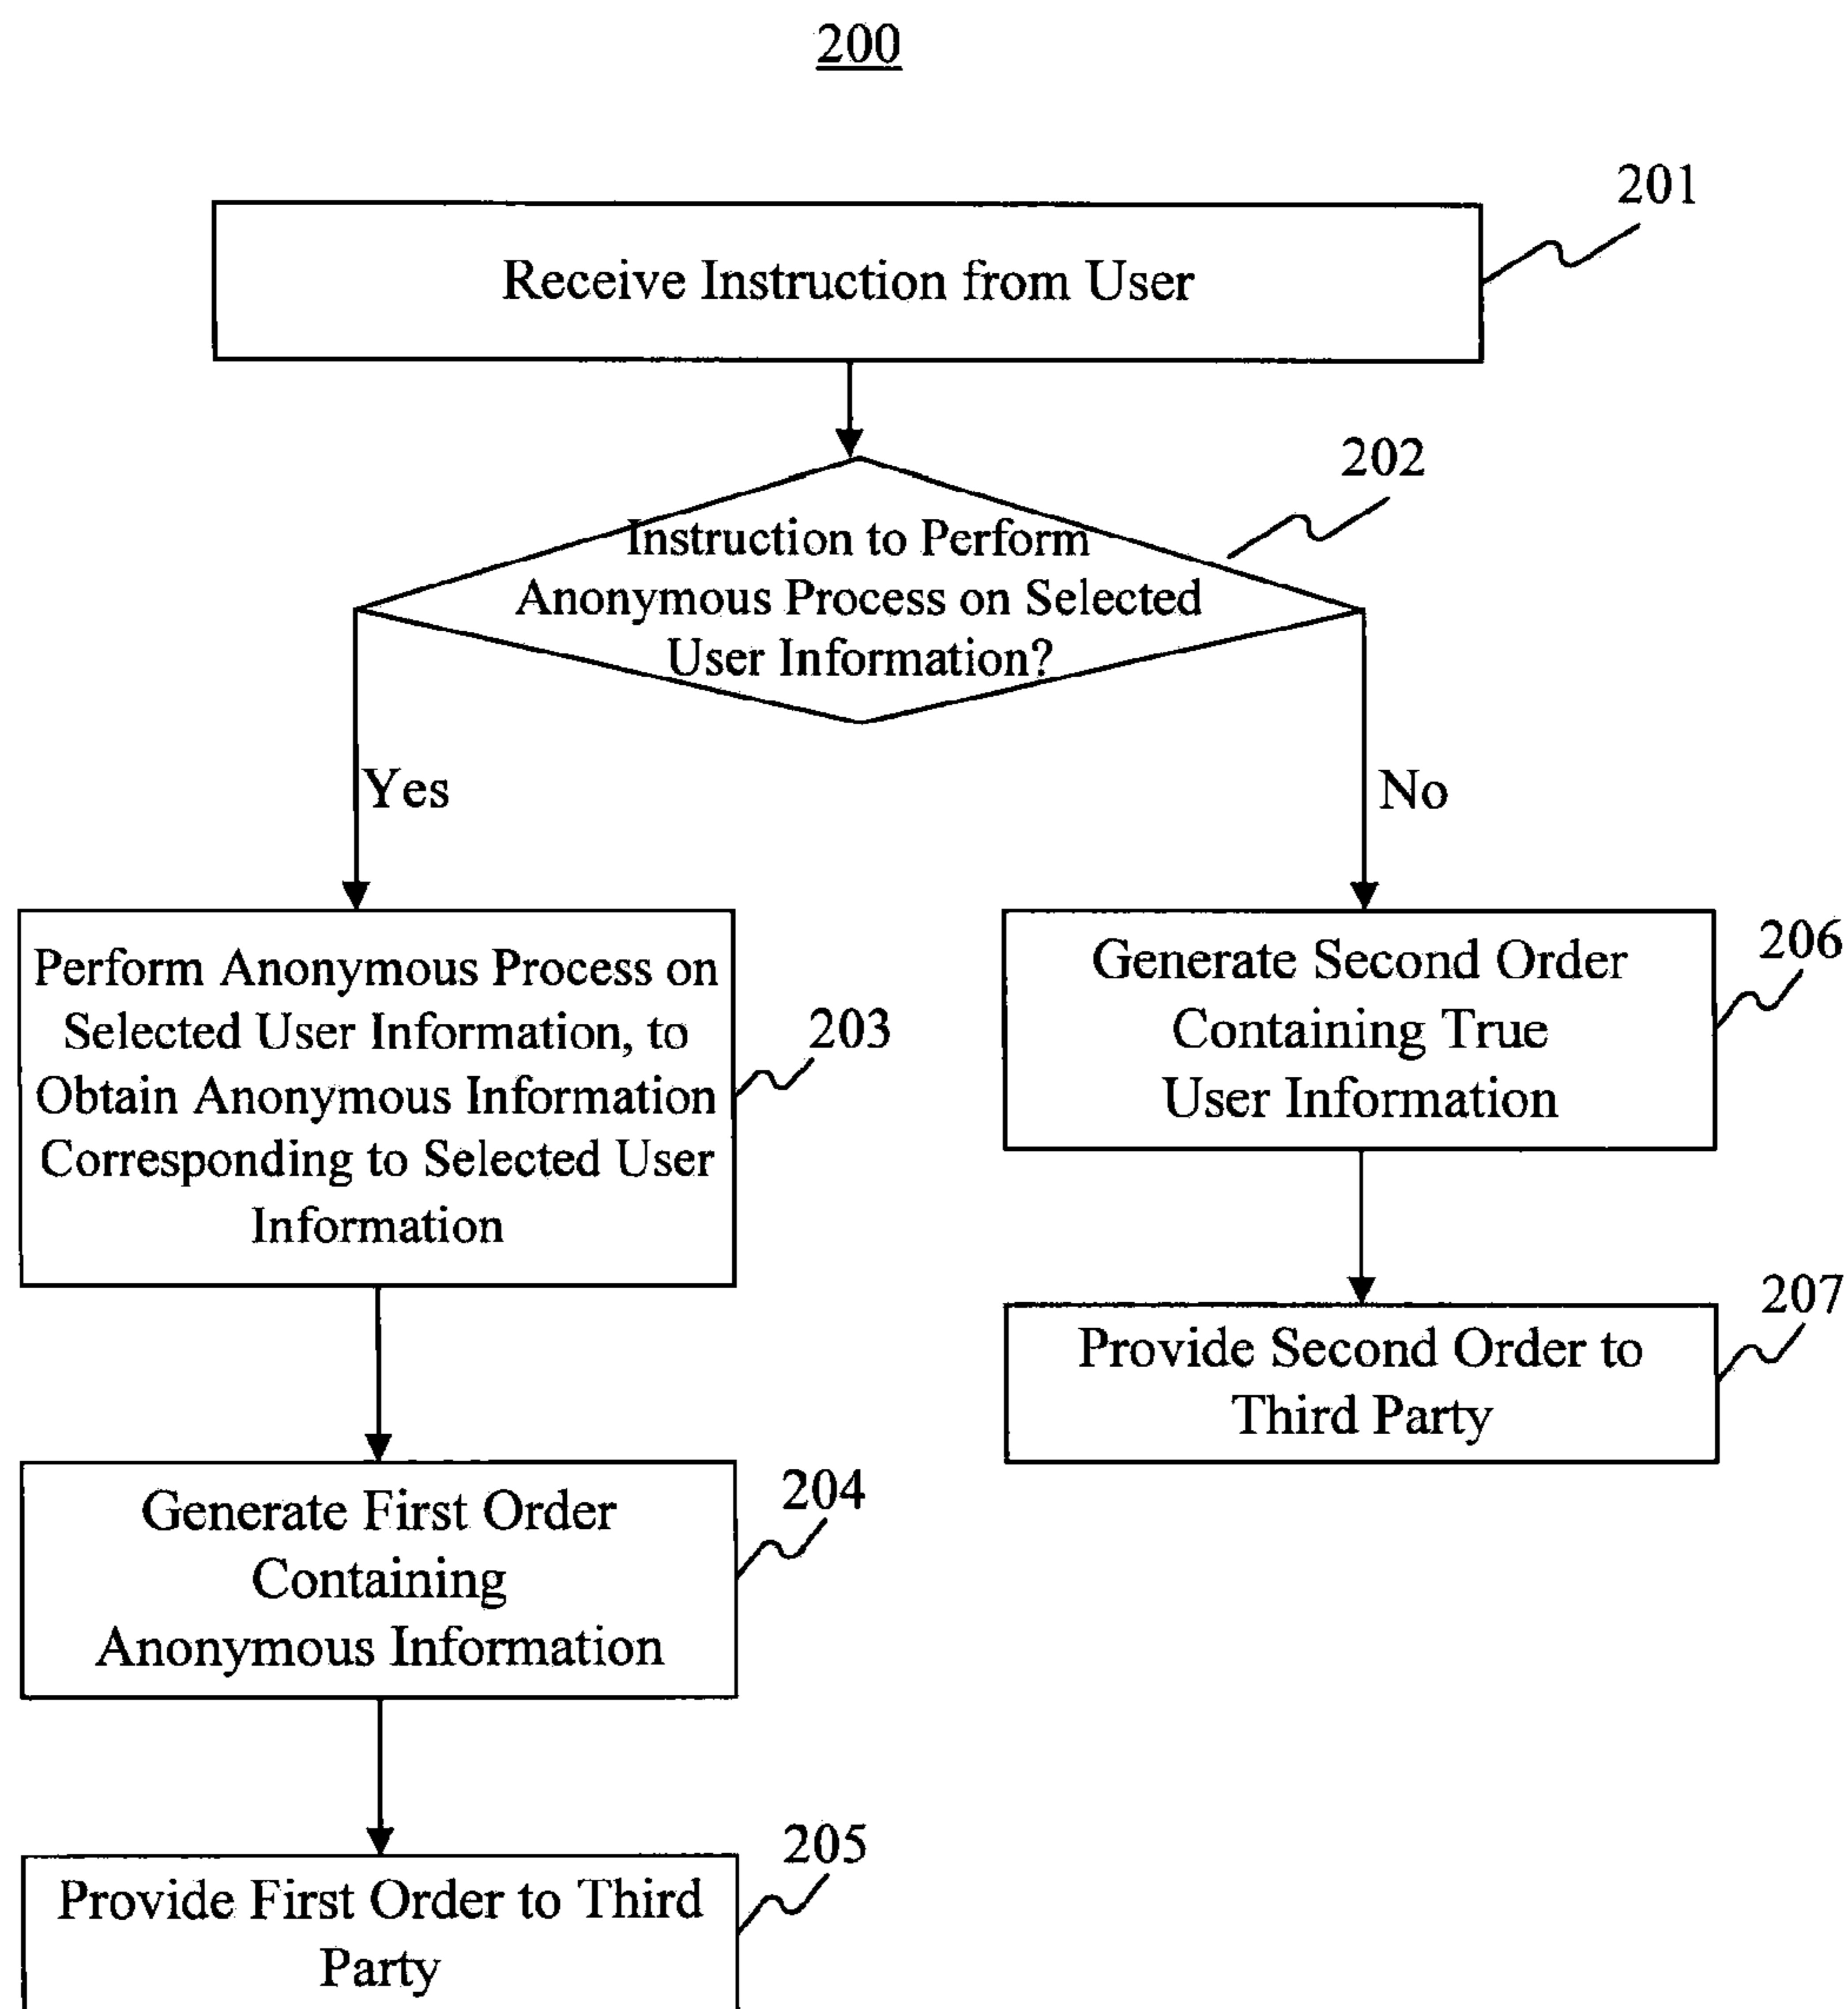 200
201
Receive Instruction from User
202
Instruction to Perform
Anonymous Process on Selected
User Information?
Yes
No
Perform Anonymous Process on
Selected User Information, to
Obtain Anonymous Information
Corresponding to Selected User
Information
203
Generate Second Order
Containing True
User Information
206
Provide Second Order to
Third Party
207
Generate First Order
Containing
Anonymous Information
204
Provide First Order to Third
Party
205